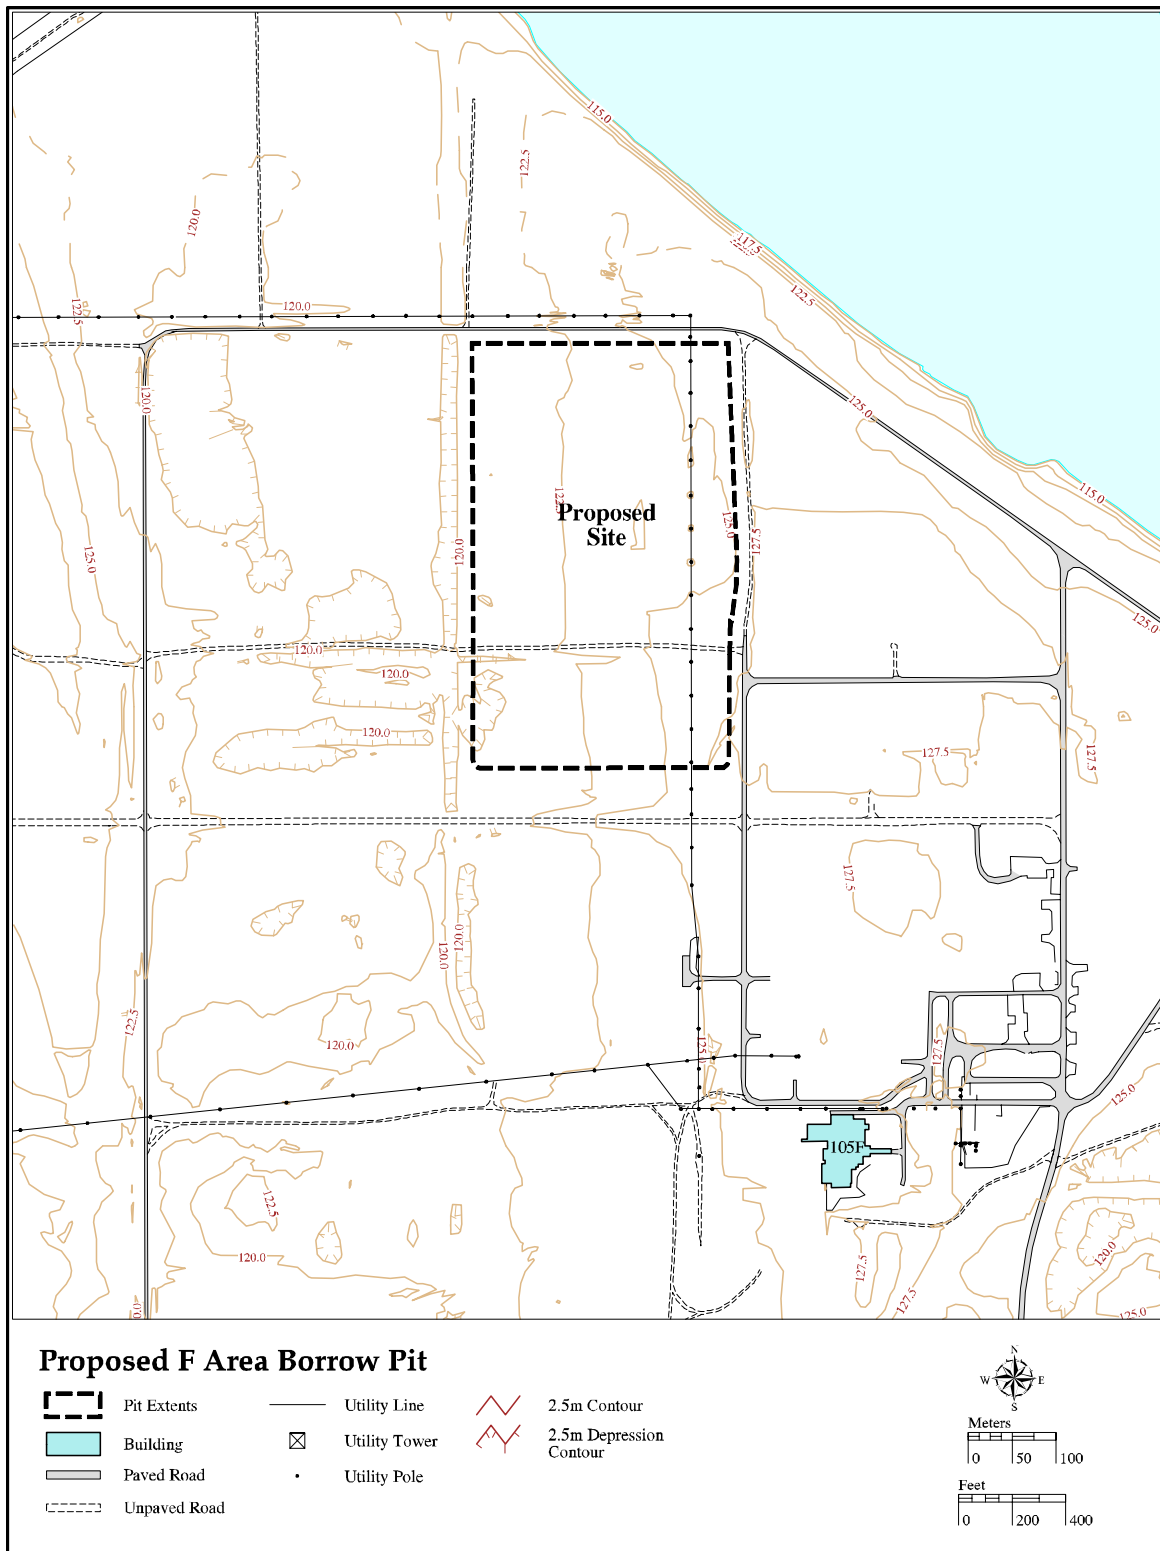 115.0
122.5
120.0
117.5
122.5
120.0
122.5
120.0
125.0
122.5
Proposed
Site
125.0
127.5
120.0
125.0
115.0
125.0
120.0
120.0
120.0
127.5
127.5
127.5
120.0
120.0
122.5
120.0
125.0
127.5
125.0
105F
122.5
120.0
127.5
127.5
120.0
125.0
0.0
Proposed F Area Borrow Pit
Pit Extents
Utility Line
2.5m Contour
Building
Utility Tower
2.5m Depression
Contour
Paved Road
Utility Pole
Unpaved Road
N
W E
S
Meters
0 50 100
Feet
0 200 400